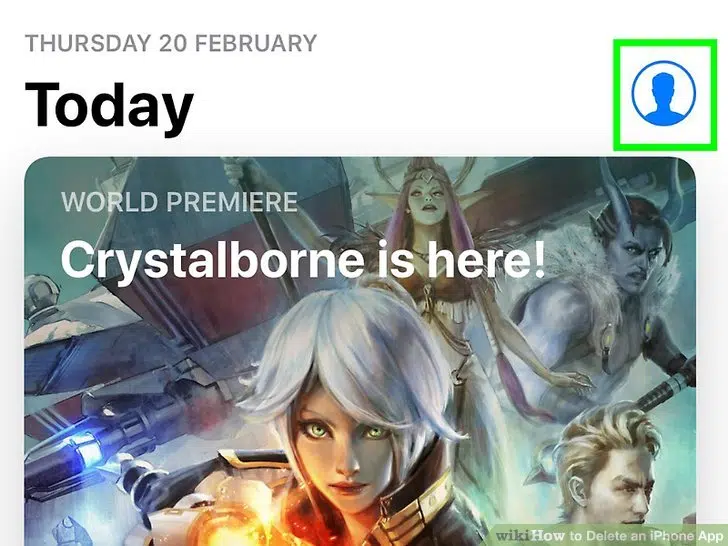 THURSDAY 20 FEBRUARY
Today
WORLD PREMIERE
Crystalborne is here!
wikiHow to Delete an iPhone App